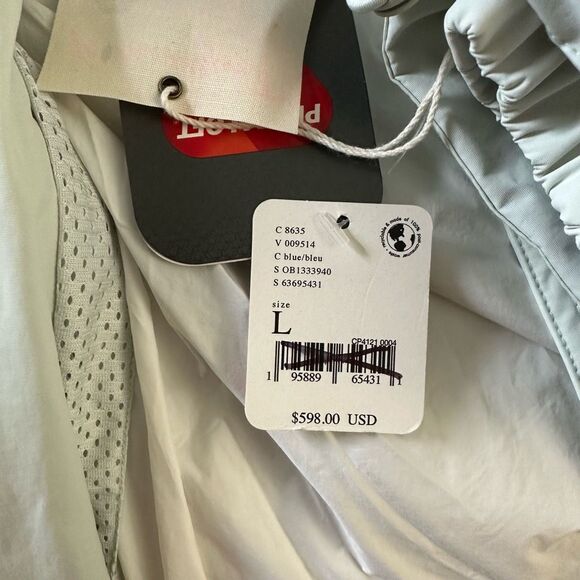 C 8635
V 009514
C blue/bleu
S OB1333940
S 63695431
size
L
CP4121 0004
1 95889 65431 1
$598.00 USD